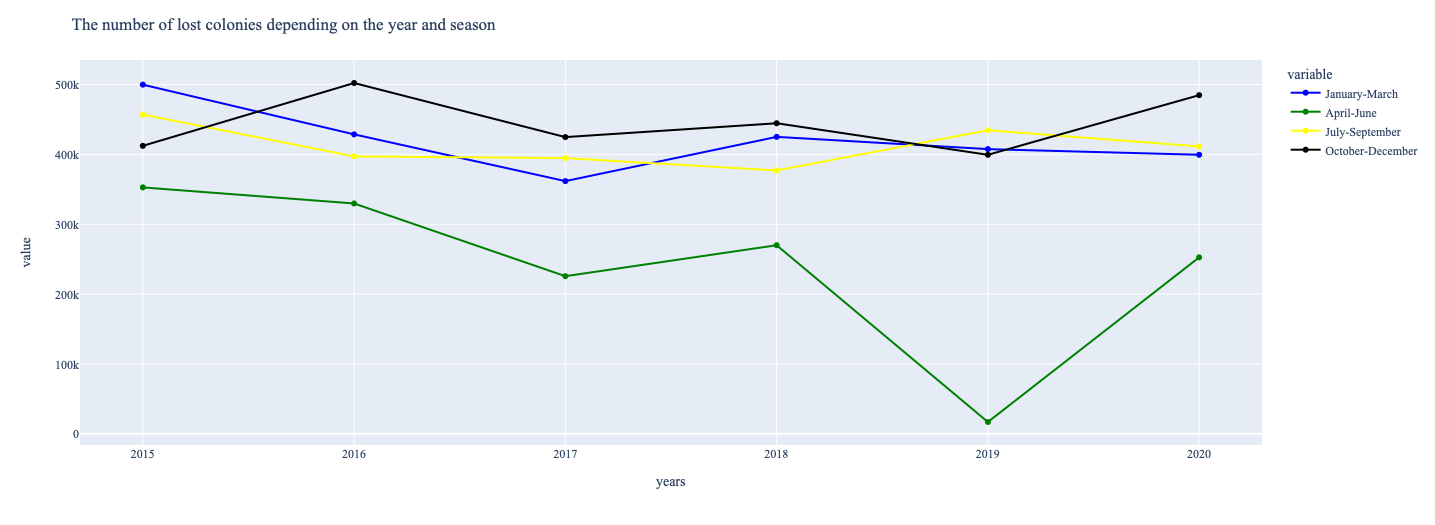 The number of lost colonies depending on the year and season
variable
January-March
April-June
July-September
October-December
500k
400k
300k
200k
100k
0
value
2015 2016 2017 2018 2019 2020
years